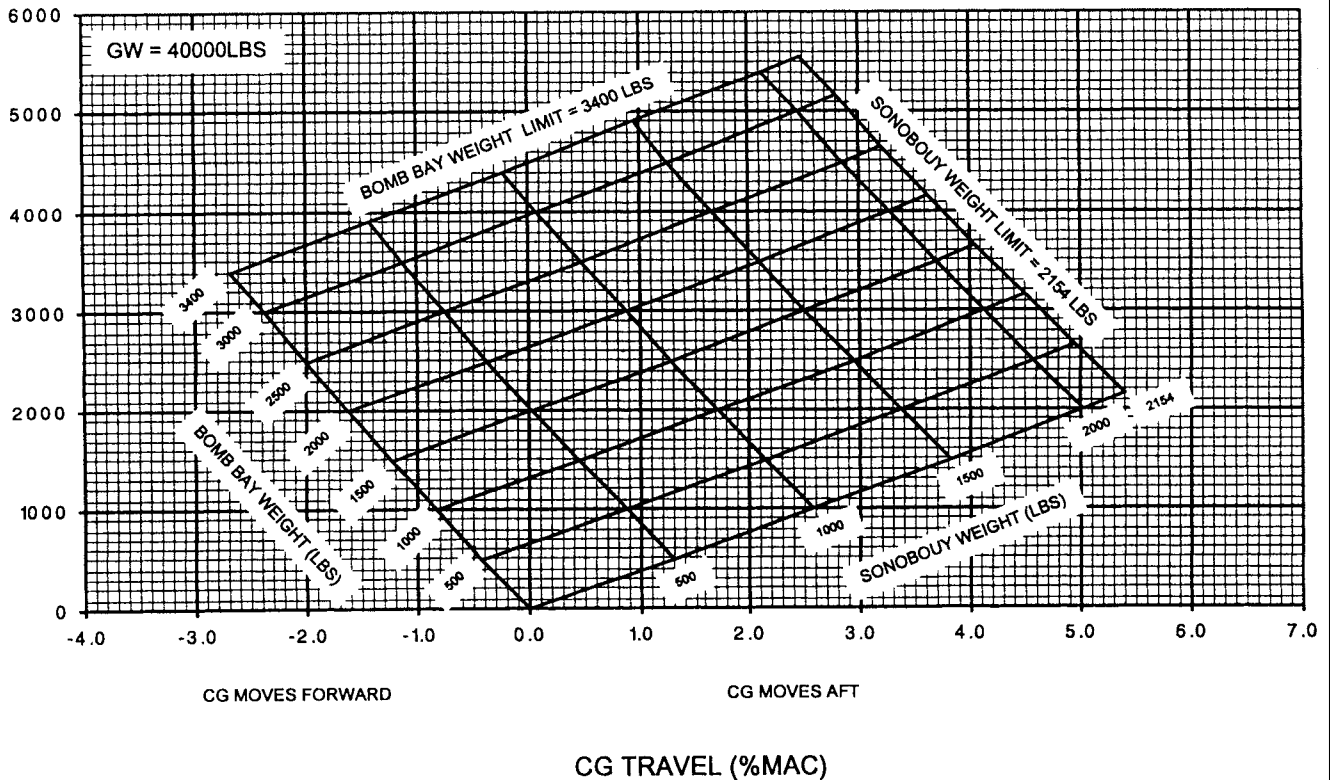 6000
GW = 40000LBS
5000
BOMB BAY WEIGHT LIMIT = 3400 LBS
SONOBOUY WEIGHT LIMIT = 2154 LBS
4000
3400
3000
3000
2500
2000
2000
BOMB BAY WEIGHT (LBS)
1500
1000
1000
500
0
500
1000
1500
2000
2154
SONOBOUY WEIGHT (LBS)
-4.0 -3.0 -2.0 -1.0 0.0 1.0 2.0 3.0 4.0 5.0 6.0 7.0
CG MOVES FORWARD CG MOVES AFT
CG TRAVEL (%MAC)